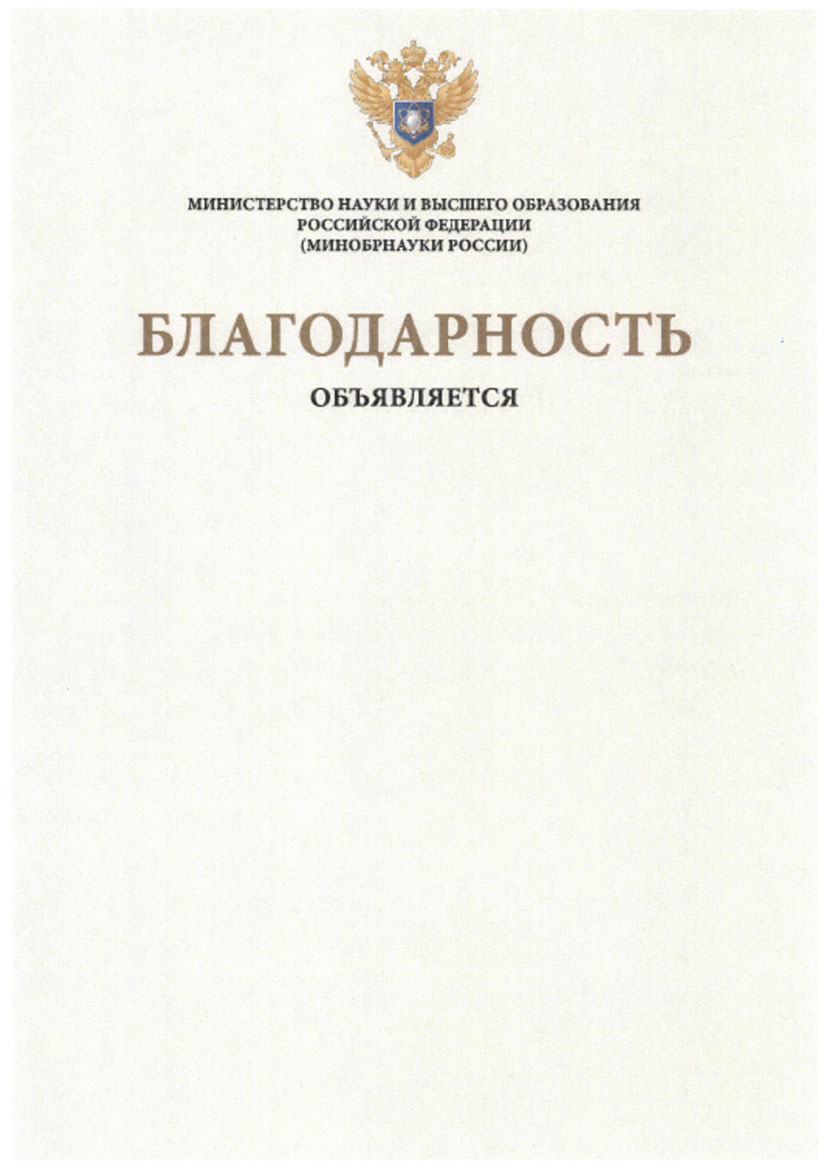 МИНИСТЕРСТВО НАУКИ И ВЫСШЕГО ОБРАЗОВАНИЯ
РОССИЙСКОЙ ФЕДЕРАЦИИ
(МИНОБРНАУКИ РОССИИ)
БЛАГОДАРНОСТЬ
ОБЪЯВЛЯЕТСЯ